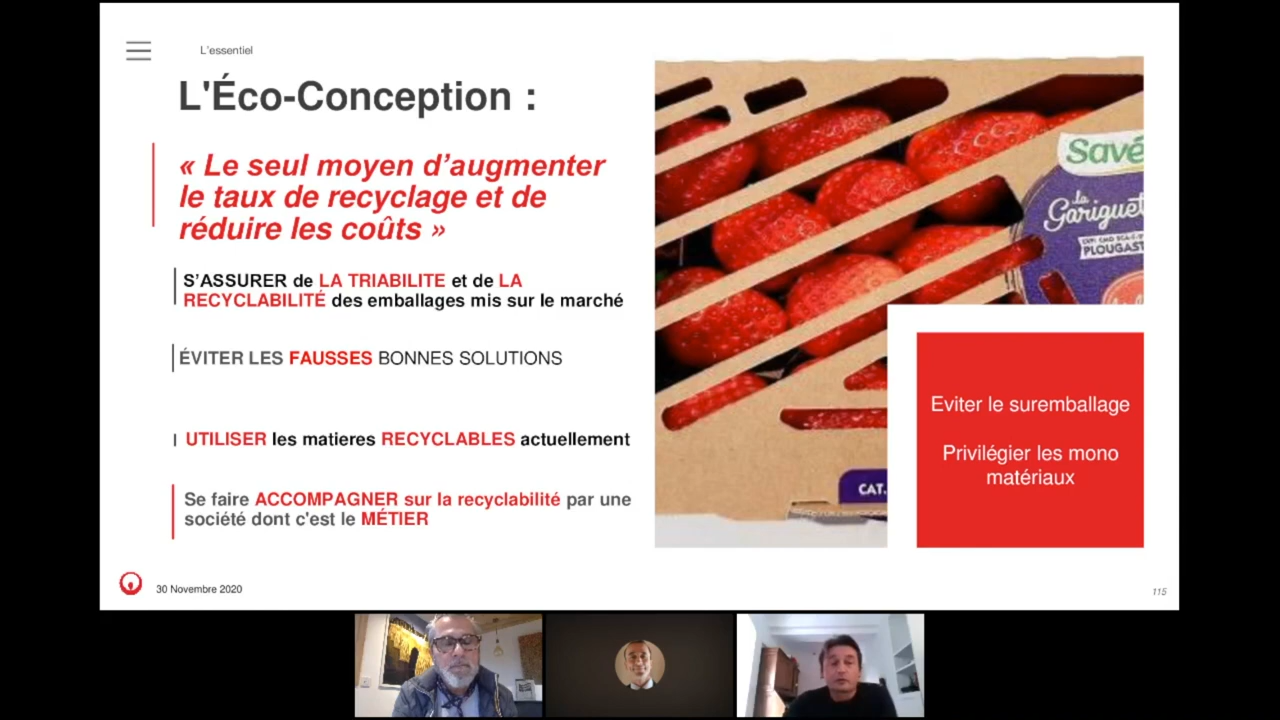 L'essentiel
L'Éco-Conception :
« Le seul moyen d’augmenter
le taux de recyclage et de
réduire les coûts »
S’ASSURER de LA TRIABILITE et de LA
RECYCLABILITÉ des emballages mis sur le marché
ÉVITER LES FAUSSES BONNES SOLUTIONS
UTILISER les matieres RECYCLABLES actuellement
Se faire ACCOMPAGNER sur la recyclabilité par une
société dont c'est le MÉTIER
Savé
la
Gariguet
PLOUGAST
CAT.
Eviter le suremballage
Privilégier les mono
matériaux
30 Novembre 2020
115